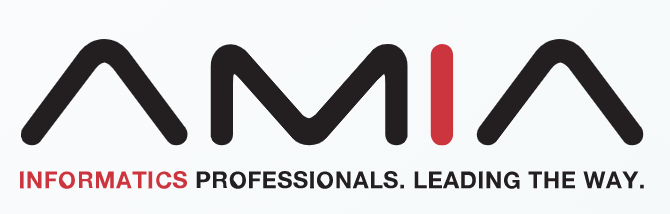 AMIA
INFORMATICS PROFESSIONALS. LEADING THE WAY.